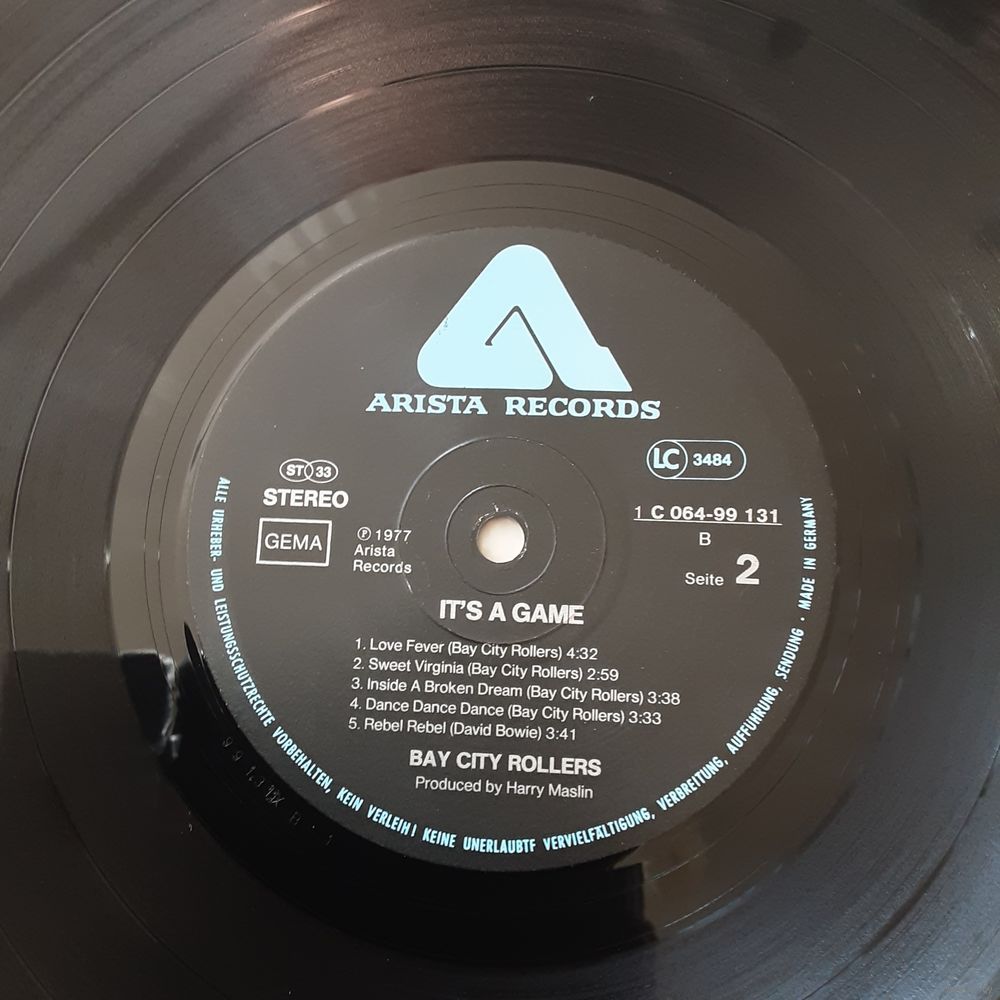 ARISTA RECORDS
ST 33
STEREO
GEMA
℗ 1977
Arista
Records
LC 3484
1 C 064-99 131
B
Seite 2
IT'S A GAME
1. Love Fever (Bay City Rollers) 4:32
2. Sweet Virginia (Bay City Rollers) 2:59
3. Inside A Broken Dream (Bay City Rollers) 3:38
4. Dance Dance Dance (Bay City Rollers) 3:33
5. Rebel Rebel (David Bowie) 3:41
BAY CITY ROLLERS
Produced by Harry Maslin
ALLE URHEBER- UND LEISTUNGSSCHUTZRECHTE VORBEHALTEN, KEIN VERLEIH! KEINE UNERLAUBTF VERVIELFÄLTIGUNG, VERBREITUNG, AUFFÜHRUNG, SENDUNG · MADE IN GERMANY